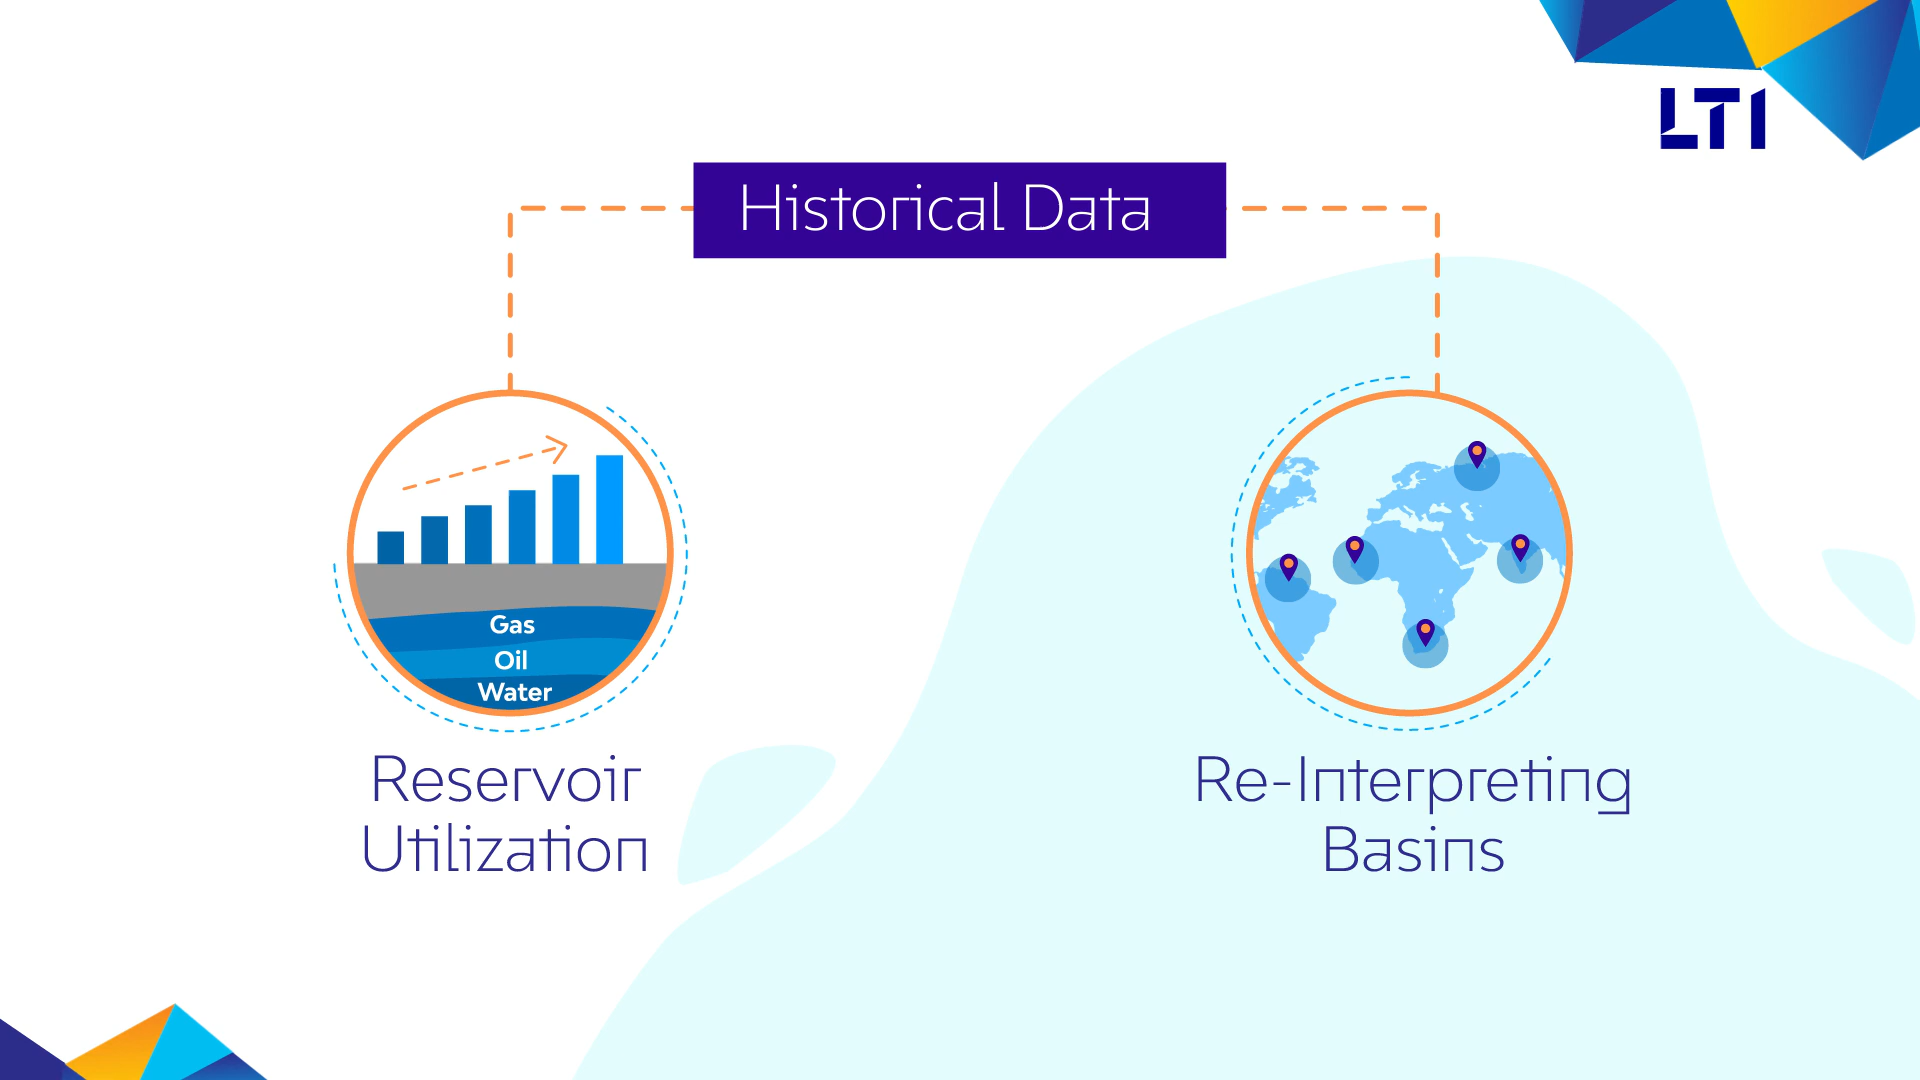 LTI
Historical Data
Gas
Oil
Water
Reservoir
Utilization
Re-Interpreting
Basins